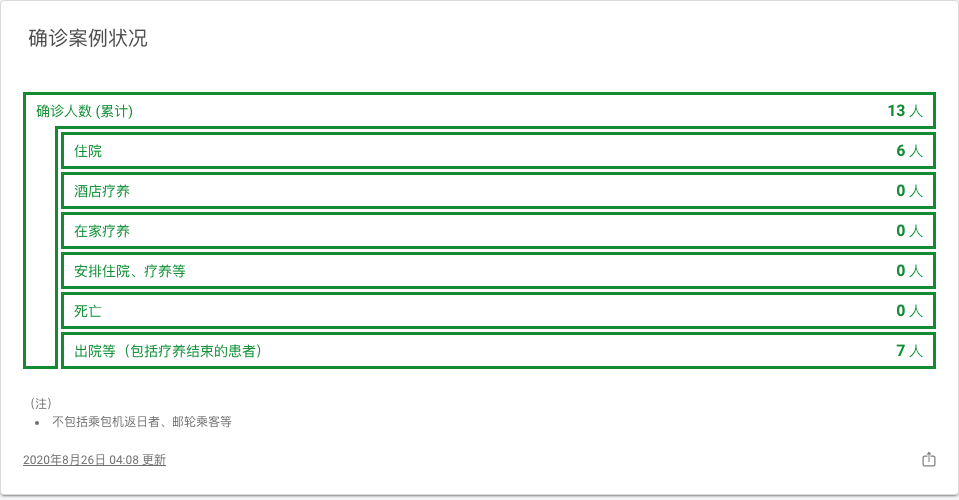 确诊案例状况
确诊人数 (累计) 13 人
住院 6 人
酒店疗养 0 人
在家疗养 0 人
安排住院、疗养等 0 人
死亡 0 人
出院等（包括疗养结束的患者） 7 人
（注）
• 不包括乘包机返日者、邮轮乘客等
2020年8月26日 04:08 更新